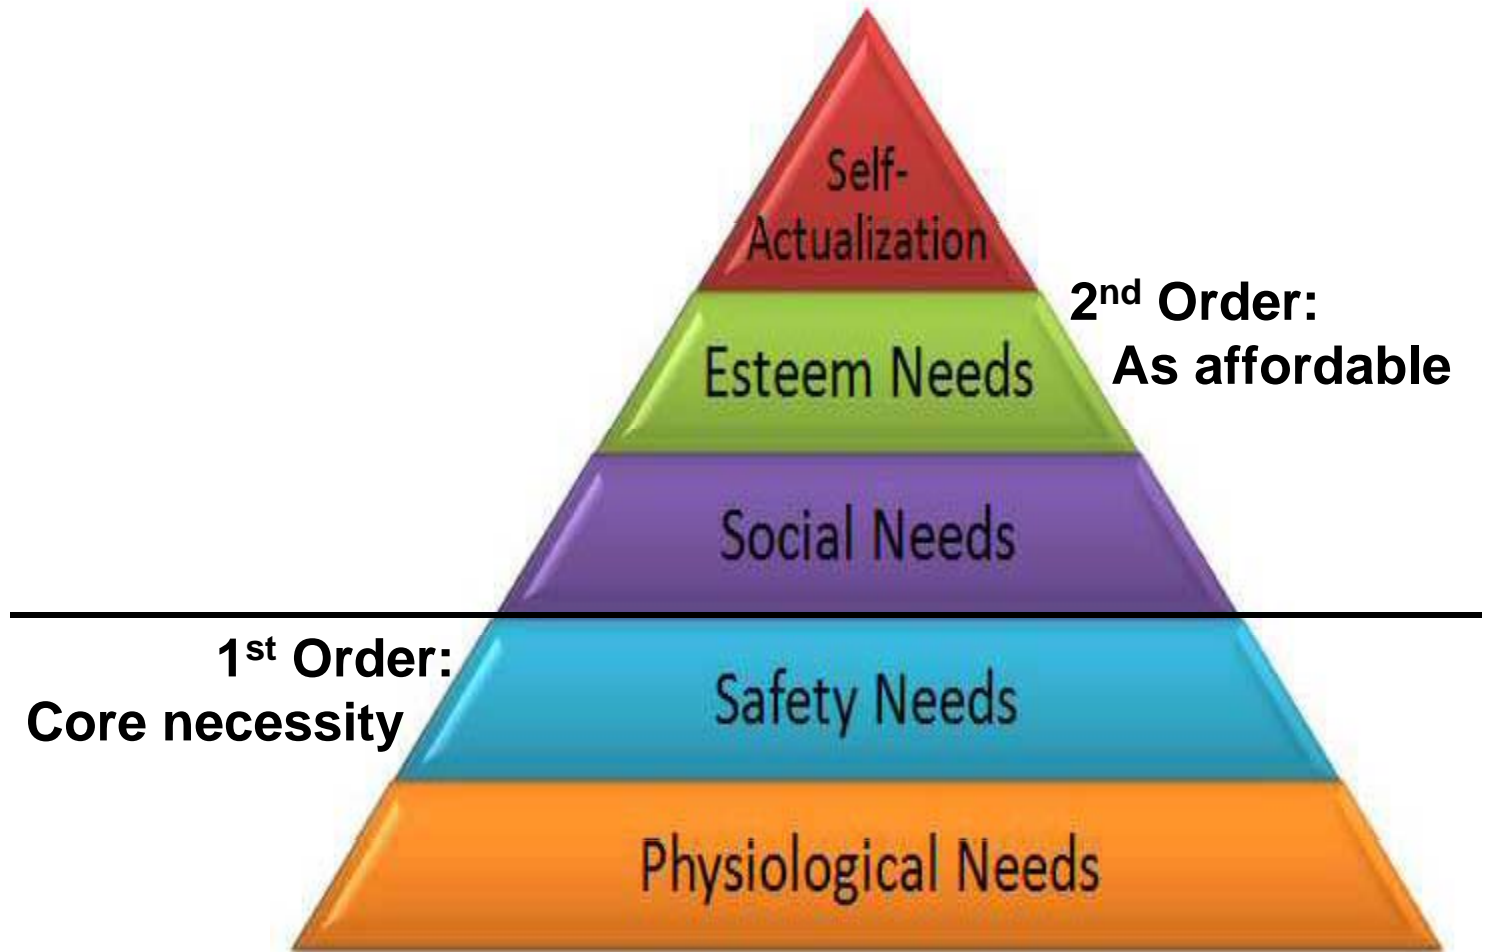 Self-
Actualization
2nd Order:
As affordable
Esteem Needs
Social Needs
1st Order:
Core necessity
Safety Needs
Physiological Needs